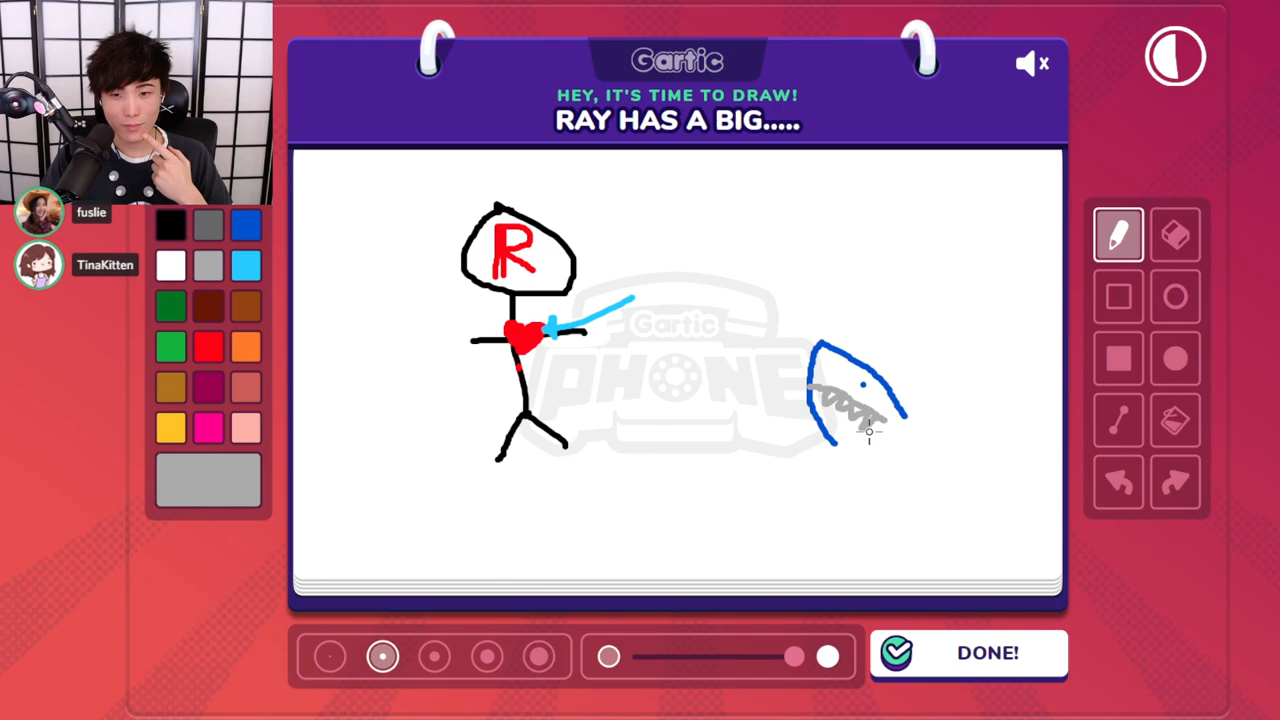 Gartic
HEY, IT'S TIME TO DRAW!
RAY HAS A BIG.....
fuslie
TinaKitten
R
Gartic
PHONE
DONE!